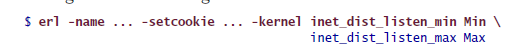 $ erl -name ... -setcookie ... -kernel inet_dist_listen_min Min \
inet_dist_listen_max Max